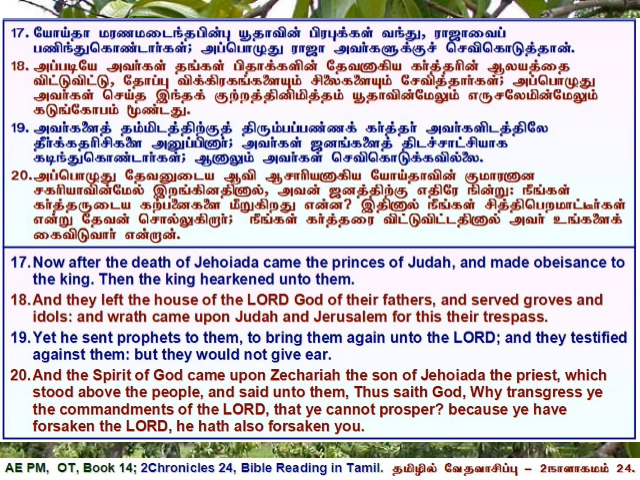 17. யோய்தா மரணமடைந்தபின்பு யூதாவின் பிரபுக்கள் வந்து, ராஜாவைப்
பணிந்துகொண்டார்கள்; அப்பொழுது ராஜா அவர்களுக்குச் செவிகொடுத்தான்.
18. அப்படியே அவர்கள் தங்கள் பிதாக்களின் தேவனாகிய கர்த்தரின் ஆலயத்தை
விட்டுவிட்டு, தோப்பு விக்கிரகங்களையும் சிலைகளையும் சேவித்தார்கள்; அப்பொழுது
அவர்கள் செய்த இந்தக் குற்றத்தினிமித்தம் யூதாவின்மேலும் எருசலேமின்மேலும்
கடுங்கோபம் மூண்டது.
19. அவர்களைத் தம்மிடத்திற்குத் திரும்பப்பண்ணக் கர்த்தர் அவர்களிடத்திலே
தீர்க்கதரிசிகளை அனுப்பினார்; அவர்கள் ஜனங்களைத் திடச்சாட்சியாக
கடிந்துகொண்டார்கள்; ஆனாலும் அவர்கள் செவிகொடுக்கவில்லை.
20. அப்பொழுது தேவனுடைய ஆவி ஆசாரியனாகிய யோய்தாவின் குமாரனான
சகரியாவின்மேல் இறங்கினதினால், அவன் ஜனத்திற்கு எதிரே நின்று: நீங்கள்
கர்த்தருடைய கற்பனைகளை மீறுகிறது என்ன? இதினால் நீங்கள் சித்திபெறமாட்டீர்கள்
என்று தேவன் சொல்லுகிறார்; நீங்கள் கர்த்தரை விட்டுவிட்டதினால் அவர் உங்களைக்
கைவிடுவார் என்றான்.
17. Now after the death of Jehoiada came the princes of Judah, and made obeisance to
the king. Then the king hearkened unto them.
18. And they left the house of the LORD God of their fathers, and served groves and
idols: and wrath came upon Judah and Jerusalem for this their trespass.
19. Yet he sent prophets to them, to bring them again unto the LORD; and they testified
against them: but they would not give ear.
20. And the Spirit of God came upon Zechariah the son of Jehoiada the priest, which
stood above the people, and said unto them, Thus saith God, Why transgress ye
the commandments of the LORD, that ye cannot prosper? because ye have
forsaken the LORD, he hath also forsaken you.
AE PM, OT, Book 14; 2Chronicles 24, Bible Reading in Tamil. தமிழில் வேதவாசிப்பு – 2நாளாகமம் 24.